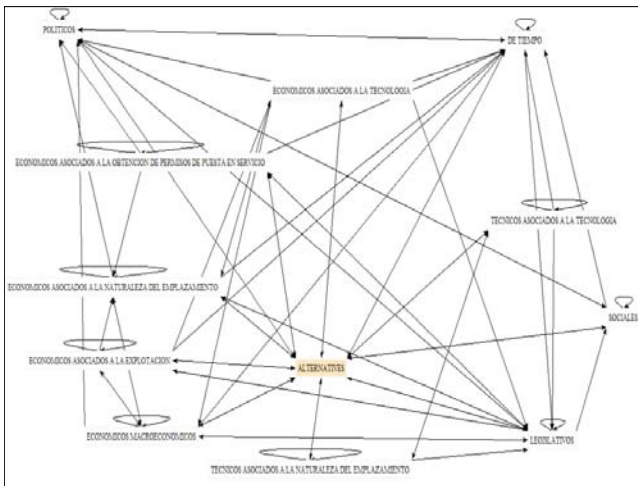 POLITICOS
DE TIEMPO
ECONOMICOS ASOCIADOS A LA TECNOLOGIA
ECONOMICOS ASOCIADOS A LA OBTENCION DE PERMISOS DE PUESTA EN SERVICIO
TECNICOS ASOCIADOS A LA TECNOLOGIA
ECONOMICOS ASOCIADOS A LA NATURALEZA DEL EMPLAZAMIENTO
SOCIALES
ECONOMICOS ASOCIADOS A LA EXPLOTACION
ALTERNATIVES
ECONOMICOS MACROECONOMICOS
LEGISLATIVOS
TECNICOS ASOCIADOS A LA NATURALEZA DEL EMPLAZAMIENTO